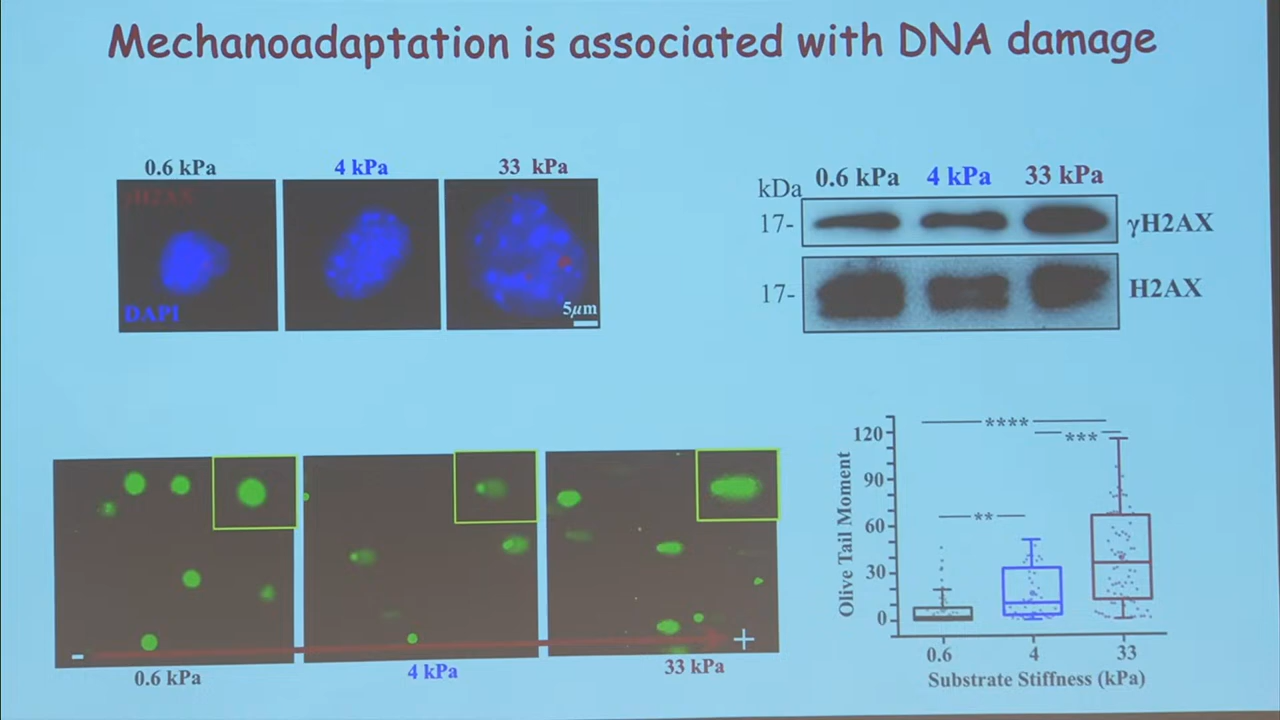 Mechanoadaptation is associated with DNA damage
0.6 kPa 4 kPa 33 kPa
γH2AX
DAPI
5μm
kDa 0.6 kPa 4 kPa 33 kPa
17- γH2AX
17- H2AX
- +
0.6 kPa 4 kPa 33 kPa
**** 
***
**
120
90
60
30
0
Olive Tail Moment
0.6 4 33
Substrate Stiffness (kPa)